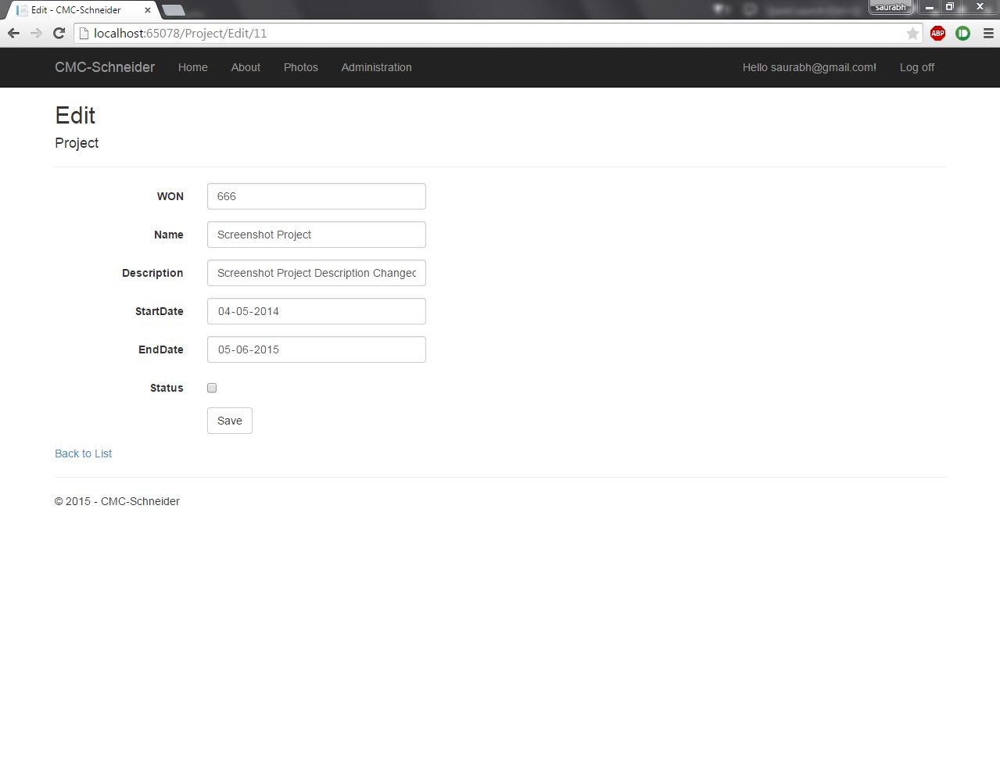 Edit - CMC-Schneider
saurabh
localhost:65078/Project/Edit/11
ABP
CMC-Schneider Home About Photos Administration Hello saurabh@gmail.com! Log off
Edit
Project
WON 666
Name Screenshot Project
Description Screenshot Project Description Changed
StartDate 04-05-2014
EndDate 05-06-2015
Status
Save
Back to List
© 2015 - CMC-Schneider